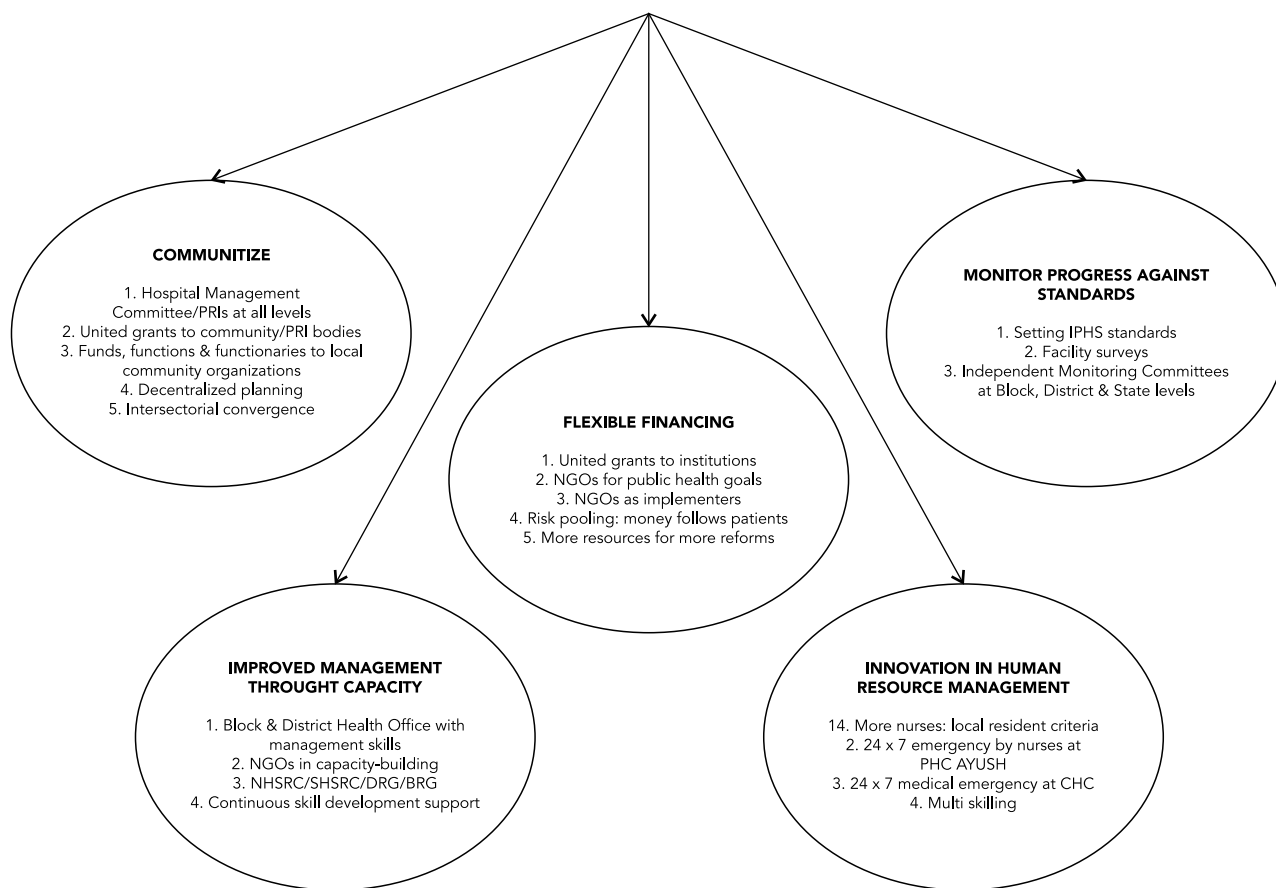 COMMUNITIZE
1. Hospital Management
Committee/PRIs at all levels
2. United grants to community/PRI bodies
3. Funds, functions & functionaries to local
community organizations
4. Decentralized planning
5. Intersectorial convergence
MONITOR PROGRESS AGAINST
STANDARDS
1. Setting IPHS standards
2. Facility surveys
3. Independent Monitoring Committees
at Block, District & State levels
FLEXIBLE FINANCING
1. United grants to institutions
2. NGOs for public health goals
3. NGOs as implementers
4. Risk pooling: money follows patients
5. More resources for more reforms
IMPROVED MANAGEMENT
THROUGHT CAPACITY
1. Block & District Health Office with
management skills
2. NGOs in capacity-building
3. NHSRC/SHSRC/DRG/BRG
4. Continuous skill development support
INNOVATION IN HUMAN
RESOURCE MANAGEMENT
14. More nurses: local resident criteria
2. 24 x 7 emergency by nurses at
PHC AYUSH
3. 24 x 7 medical emergency at CHC
4. Multi skilling